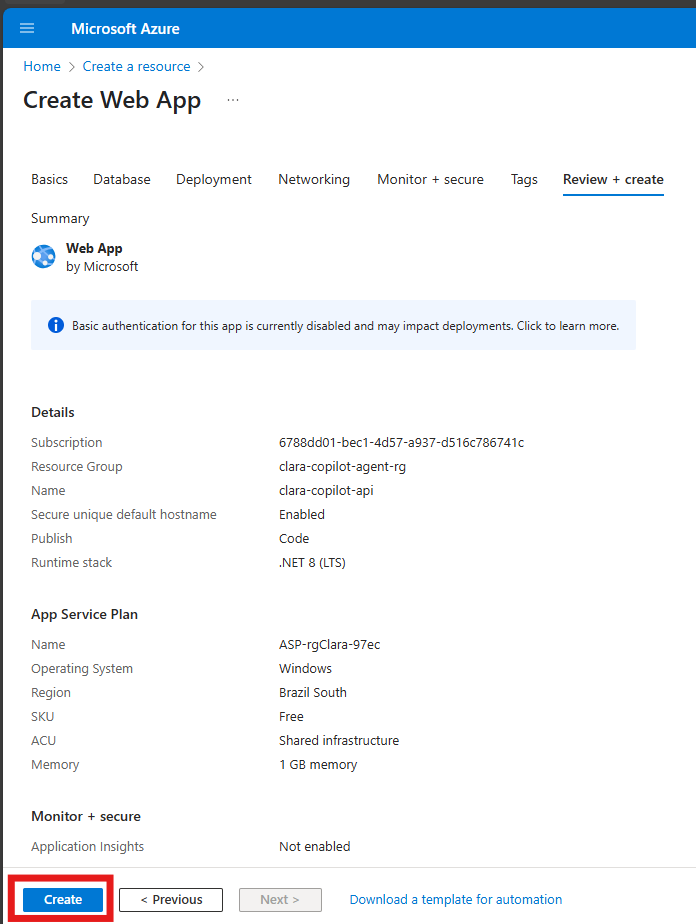 Microsoft Azure
Home > Create a resource >
Create Web App ...
Basics Database Deployment Networking Monitor + secure Tags Review + create
Summary
Web App
by Microsoft
Basic authentication for this app is currently disabled and may impact deployments. Click to learn more.
Details
Subscription 6788dd01-bec1-4d57-a937-d516c786741c
Resource Group clara-copilot-agent-rg
Name clara-copilot-api
Secure unique default hostname Enabled
Publish Code
Runtime stack .NET 8 (LTS)
App Service Plan
Name ASP-rgClara-97ec
Operating System Windows
Region Brazil South
SKU Free
ACU Shared infrastructure
Memory 1 GB memory
Monitor + secure
Application Insights Not enabled
Create < Previous Next > Download a template for automation